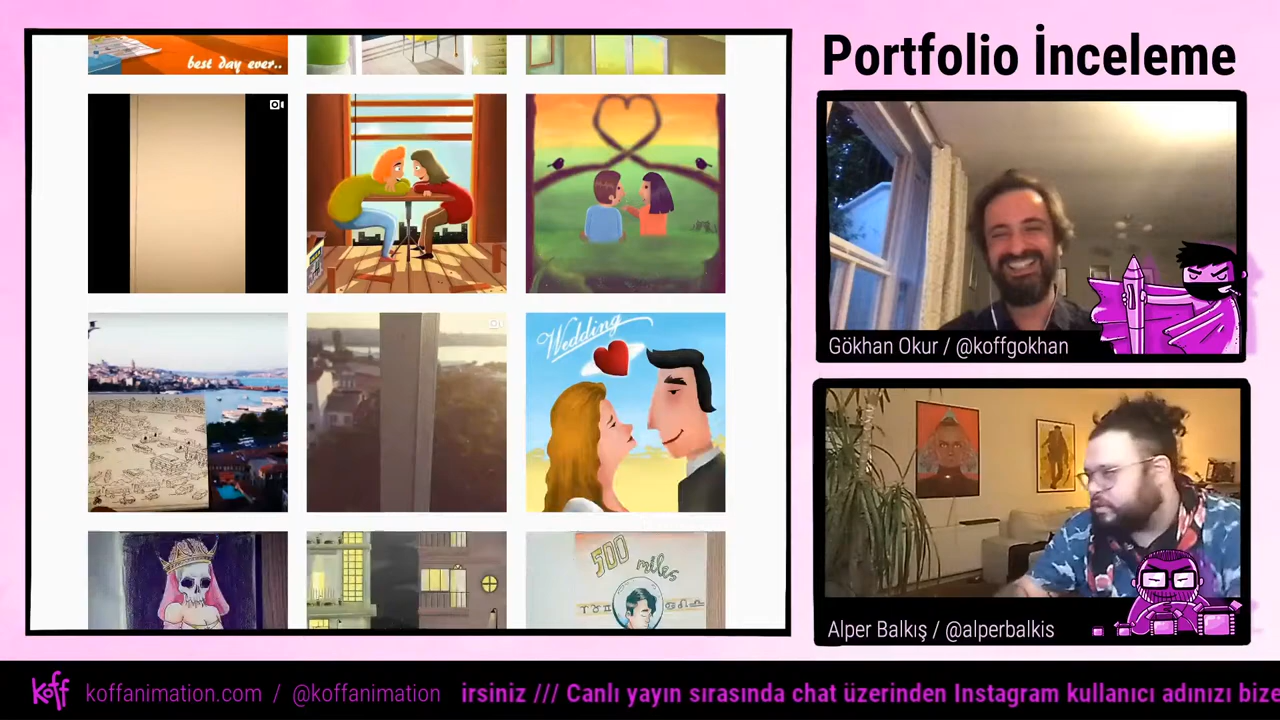 best day ever..
Wedding
500
miles
Portfolio İnceleme
Gökhan Okur / @koffgokhan
Alper Balkış / @alperbalkis
koff koffanimation.com / @koffanimation irsiniz /// Canlı yayın sırasında chat üzerinden Instagram kullanıcı adınızı bize